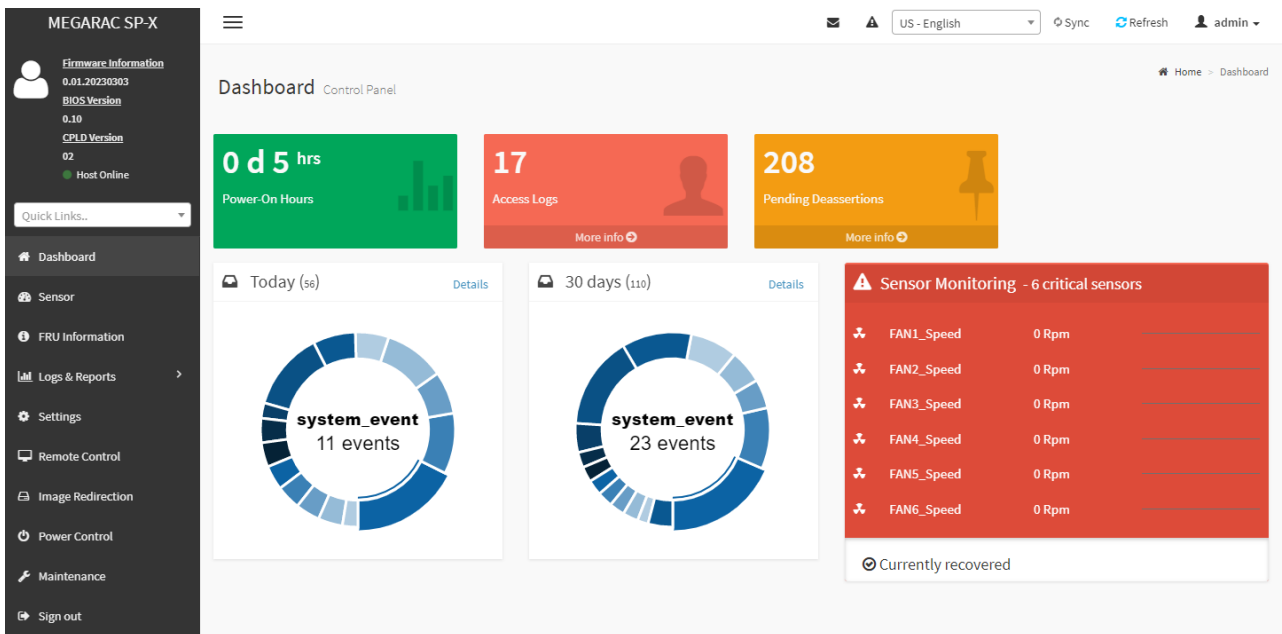 MEGARAC SP-X
US - English
Sync
Refresh
admin
Firmware Information
0.01.20230303
BIOS Version
0.10
CPLD Version
02
Host Online
Quick Links..
Dashboard
Sensor
FRU Information
Logs & Reports
Settings
Remote Control
Image Redirection
Power Control
Maintenance
Sign out
Dashboard Control Panel
Home > Dashboard
0 d 5 hrs
Power-On Hours
17
Access Logs
More info
208
Pending Deassertions
More info
Today (56)
Details
system_event
11 events
30 days (110)
Details
system_event
23 events
Sensor Monitoring - 6 critical sensors
FAN1_Speed 0 Rpm
FAN2_Speed 0 Rpm
FAN3_Speed 0 Rpm
FAN4_Speed 0 Rpm
FAN5_Speed 0 Rpm
FAN6_Speed 0 Rpm
Currently recovered